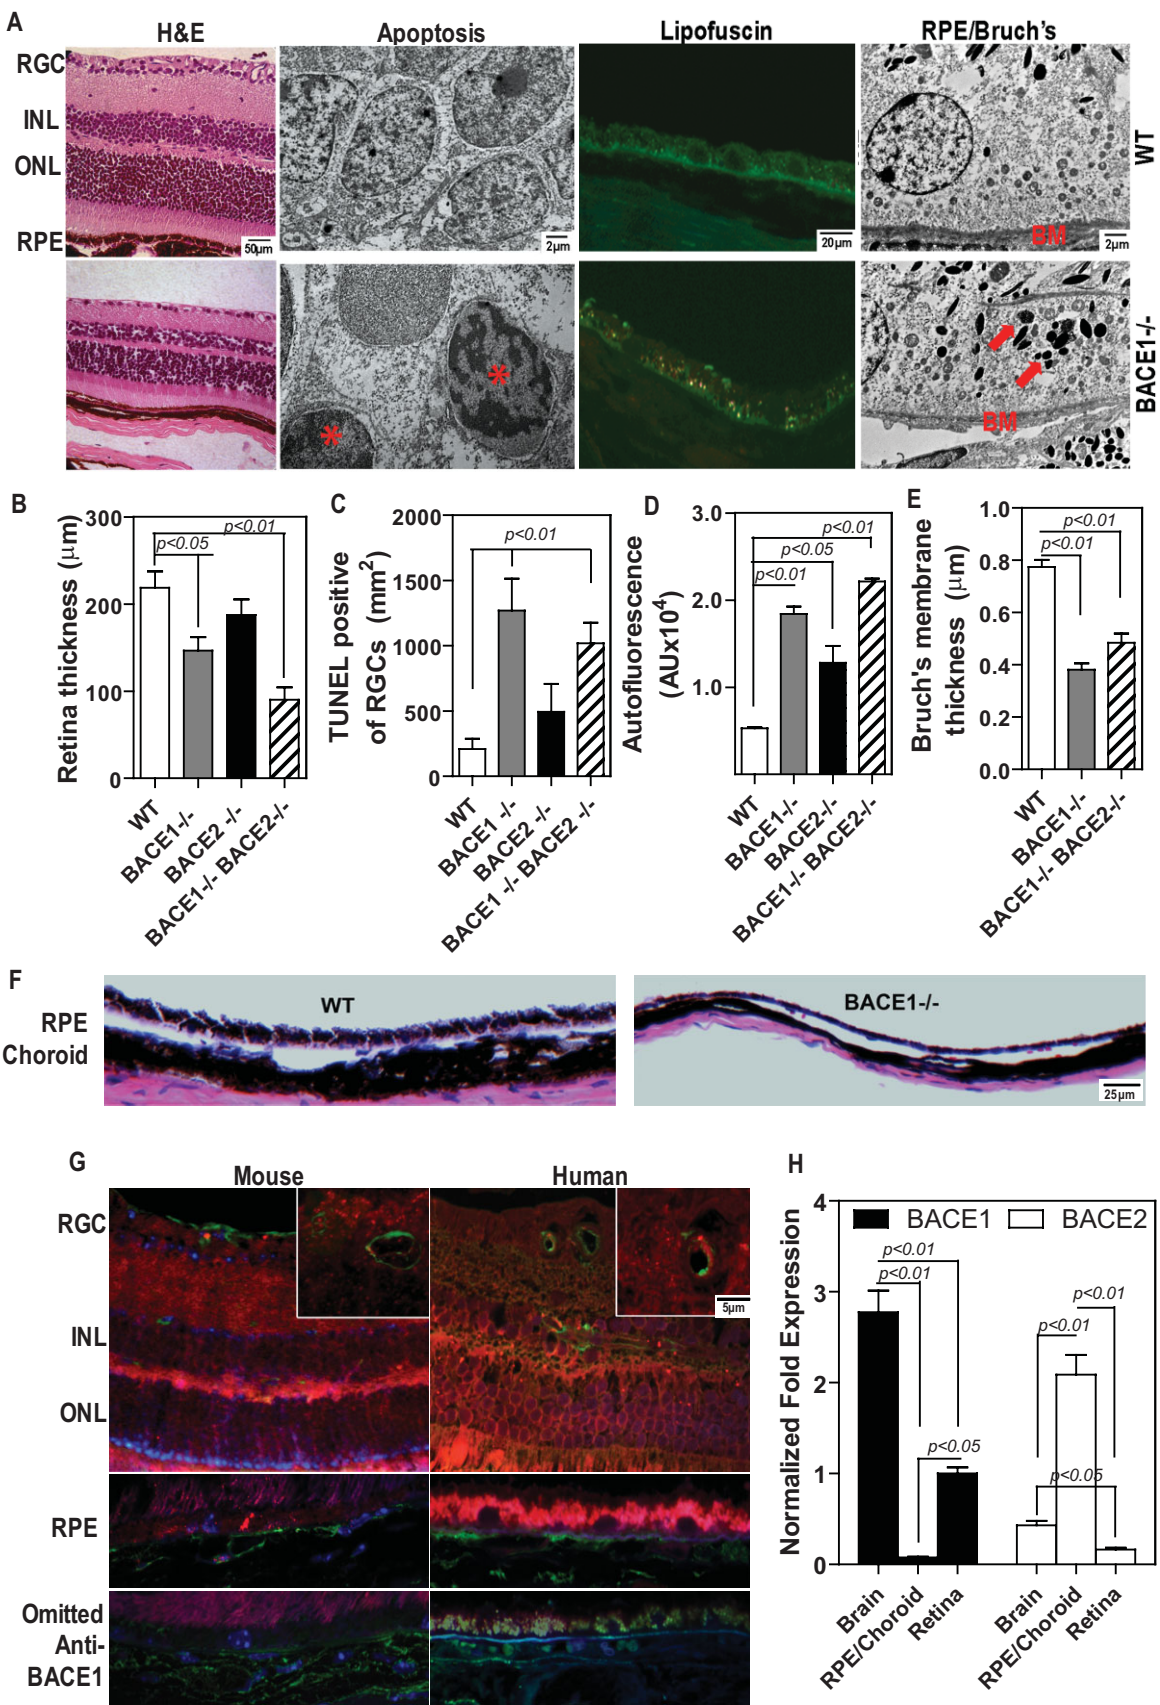 A
H&E
Apoptosis
Lipofuscin
RPE/Bruch's
RGC
INL
ONL
RPE
50µm
2µm
20µm
BM
2µm
WT
*
*
BM
BACE1-/-
B
Retina thickness (µm)
300
200
100
0
p<0.01
p<0.05
WT
BACE1-/-
BACE2 -/-
BACE1-/- BACE2-/-
C
TUNEL positive
of RGCs (mm²)
2000
1500
1000
500
0
p<0.01
WT
BACE1 -/-
BACE2 -/-
BACE1 -/- BACE2 -/-
D
Autofluorescence
(AUx10⁴)
3.0
2.0
1.0
p<0.01
p<0.05
p<0.01
WT
BACE1-/-
BACE2-/-
BACE1-/- BACE2-/-
E
Bruch's membrane
thickness (µm)
1.0
0.8
0.6
0.4
0.2
0.0
p<0.01
p<0.01
WT
BACE1-/-
BACE1-/- BACE2-/-
F
RPE
Choroid
WT
BACE1-/-
25µm
G
Mouse
Human
RGC
INL
ONL
RPE
Omitted
Anti-
BACE1
5µm
H
Normalized Fold Expression
4
3
2
1
0
BACE1
BACE2
p<0.01
p<0.01
p<0.05
p<0.01
p<0.01
p<0.05
Brain
RPE/Choroid
Retina
Brain
RPE/Choroid
Retina